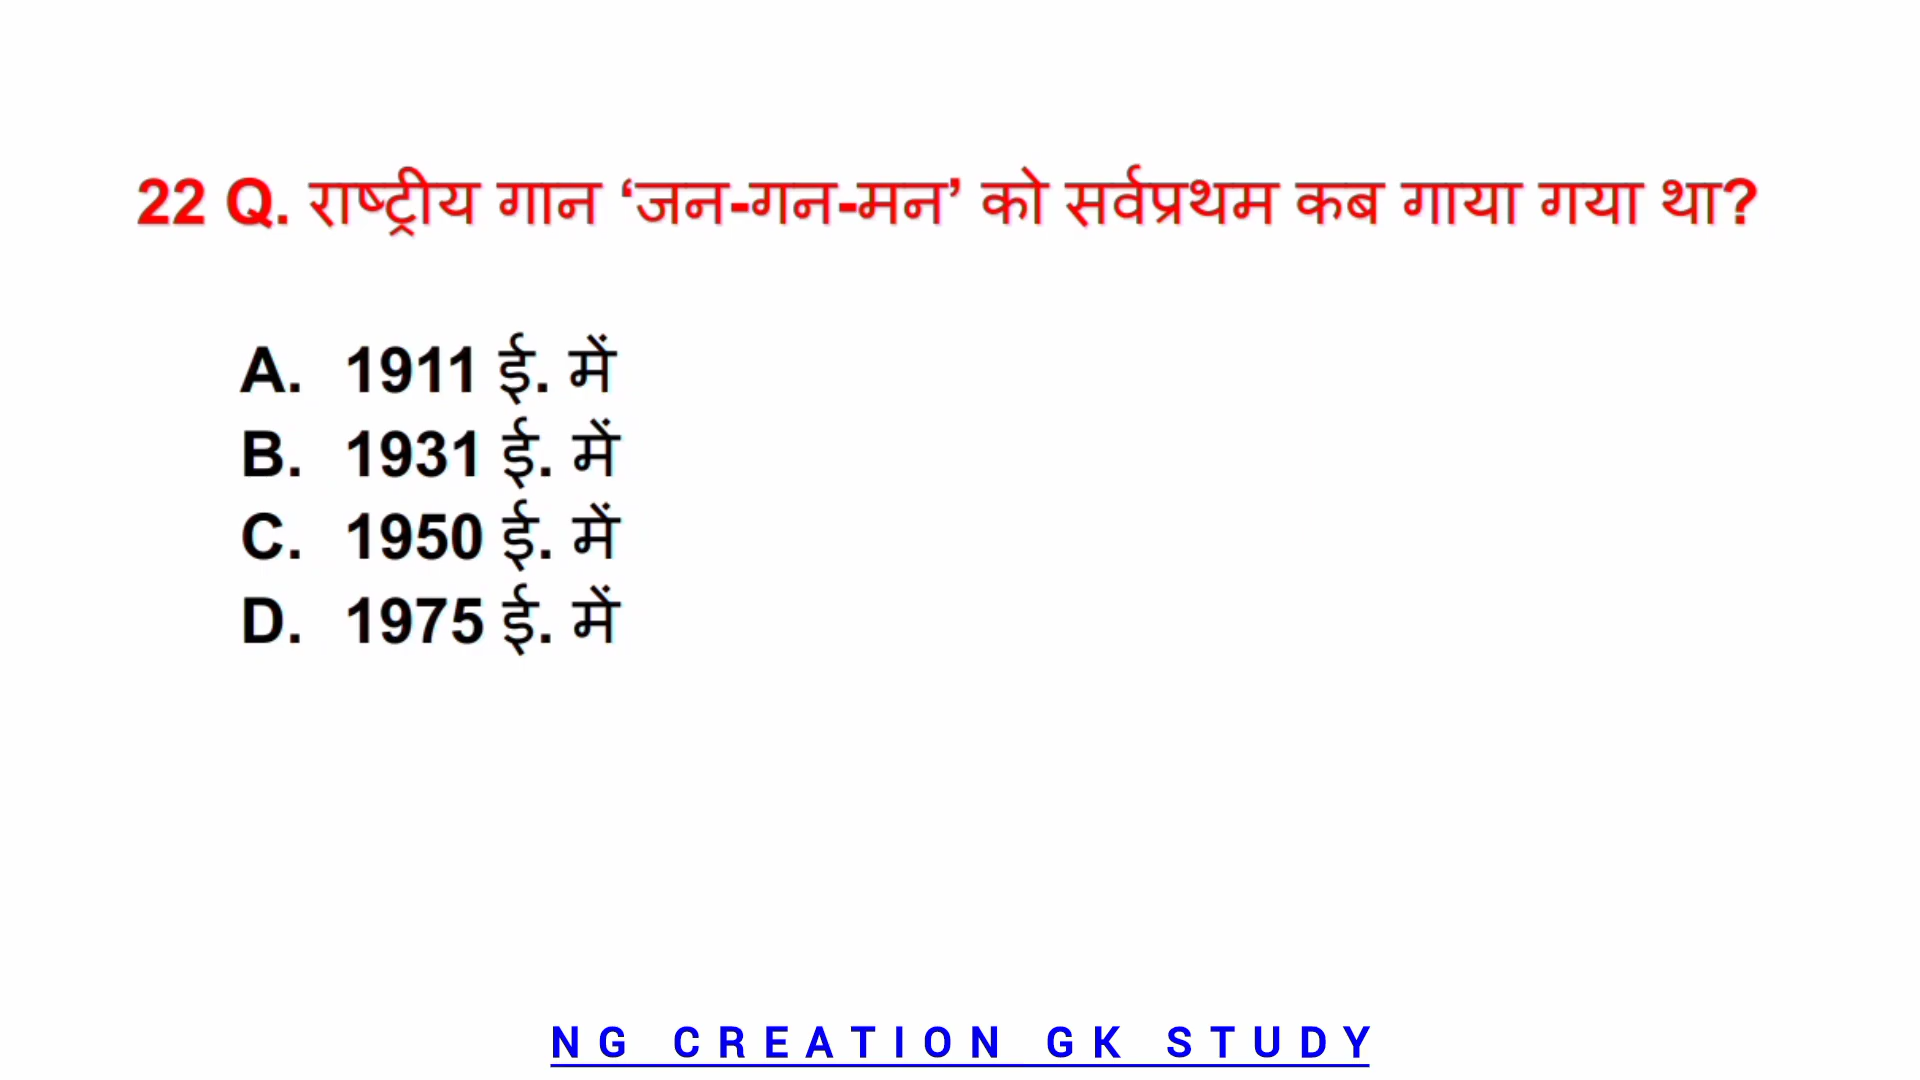 22 Q. राष्ट्रीय गान ‘जन-गन-मन’ को सर्वप्रथम कब गाया गया था?
A. 1911 ई. में
B. 1931 ई. में
C. 1950 ई. में
D. 1975 ई. में
NG CREATION GK STUDY